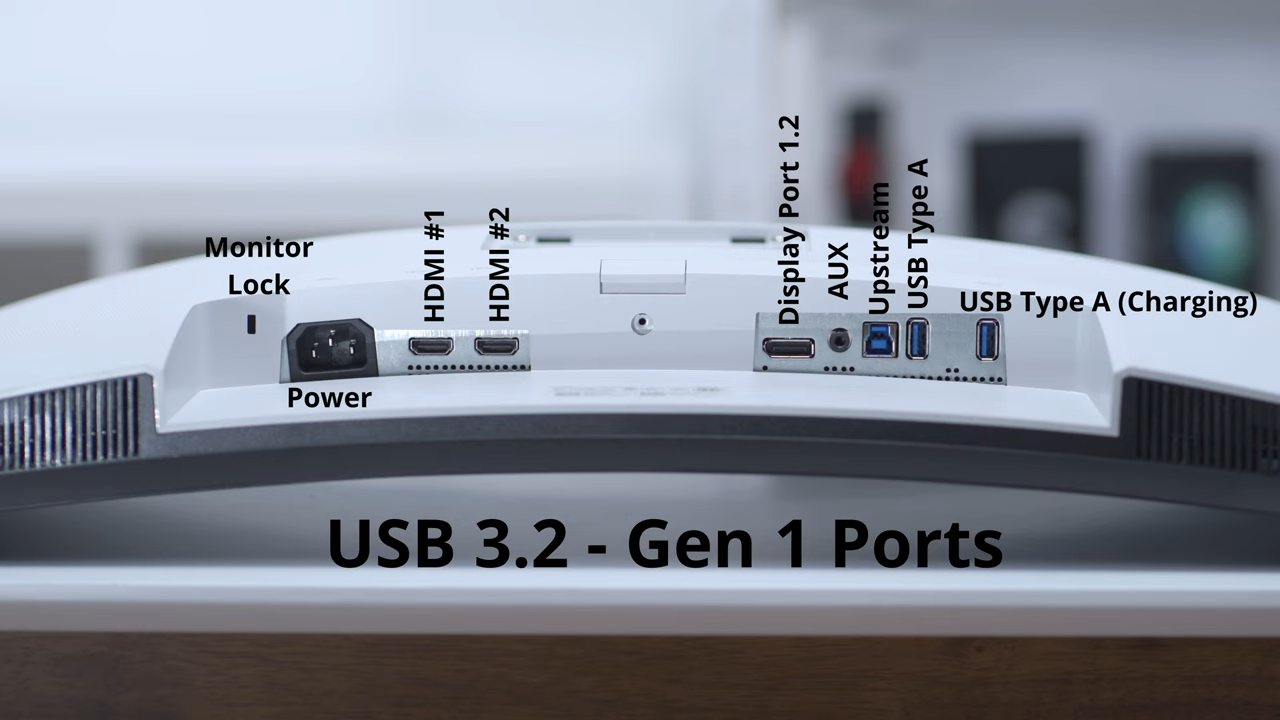 Monitor
Lock
HDMI #1
HDMI #2
Display Port 1.2
AUX
Upstream
USB Type A
USB Type A (Charging)
Power
USB 3.2 - Gen 1 Ports